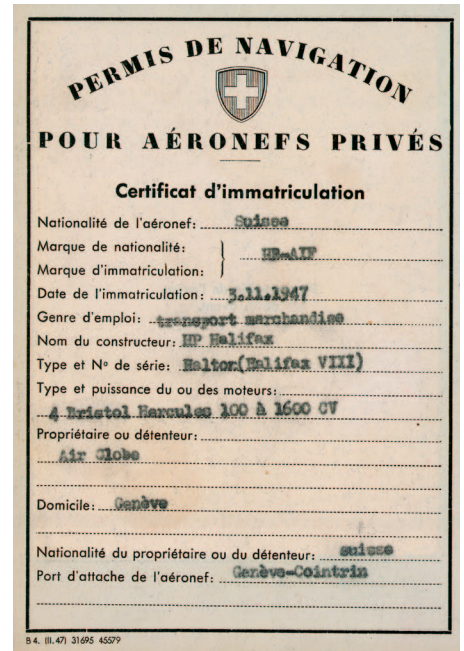 PERMIS DE NAVIGATION
POUR AÉRONEFS PRIVÉS
Certificat d'immatriculation
Nationalité de l'aéronef: Suisse
Marque de nationalité:
Marque d'immatriculation: } HB-AIF
Date de l'immatriculation: 3.11.1947
Genre d'emploi: transport marchandise
Nom du constructeur: HP Halifax
Type et No de série: Halton(Halifax VIII)
Type et puissance du ou des moteurs:
4 Bristol Hercules 100 à 1600 CV
Propriétaire ou détenteur:
Air Globe
Domicile: Genève
Nationalité du propriétaire ou du détenteur: suisse
Port d'attache de l'aéronef: Genève-Cointrin
B 4. (II. 47) 31695 45579